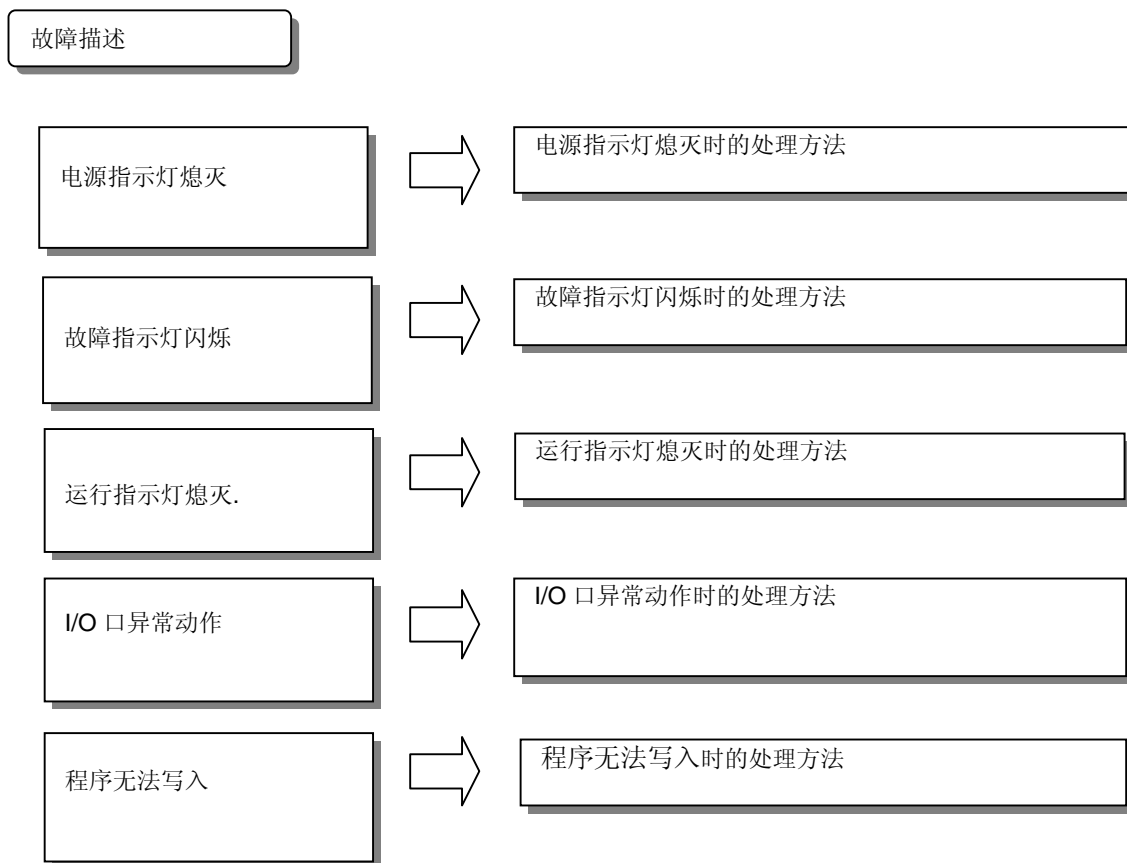 故障描述
电源指示灯熄灭
电源指示灯熄灭时的处理方法
故障指示灯闪烁
故障指示灯闪烁时的处理方法
运行指示灯熄灭.
运行指示灯熄灭时的处理方法
I/O 口异常动作
I/O 口异常动作时的处理方法
程序无法写入
程序无法写入时的处理方法